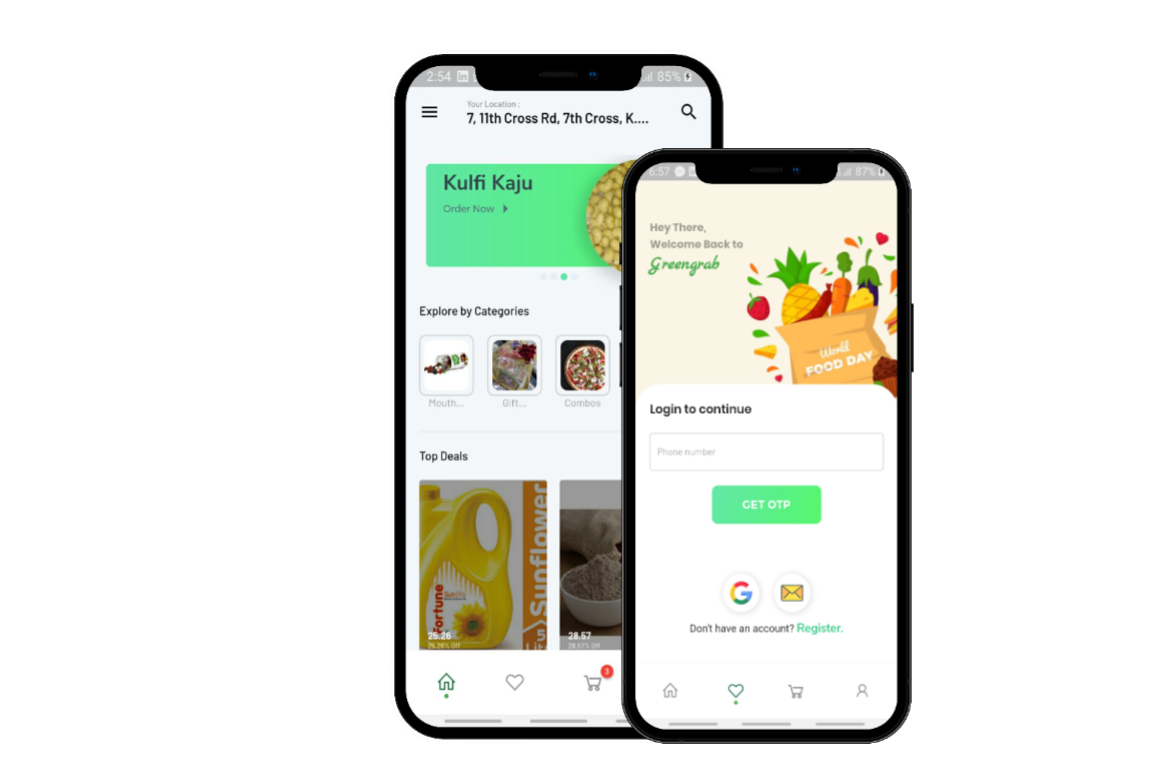 2:54
85%
Your Location :
7, 11th Cross Rd, 7th Cross, K....
Kulfi Kaju
Order Now
Explore by Categories
Mouth...
Gift...
Combos
Top Deals
Fortune
Sunflower
25.26
25.26% Off
28.57
28.57% Off
3
6:57
87%
Hey There,
Welcome Back to
Greengrab
World
FOOD DAY
Login to continue
Phone number
GET OTP
Don't have an account? Register.